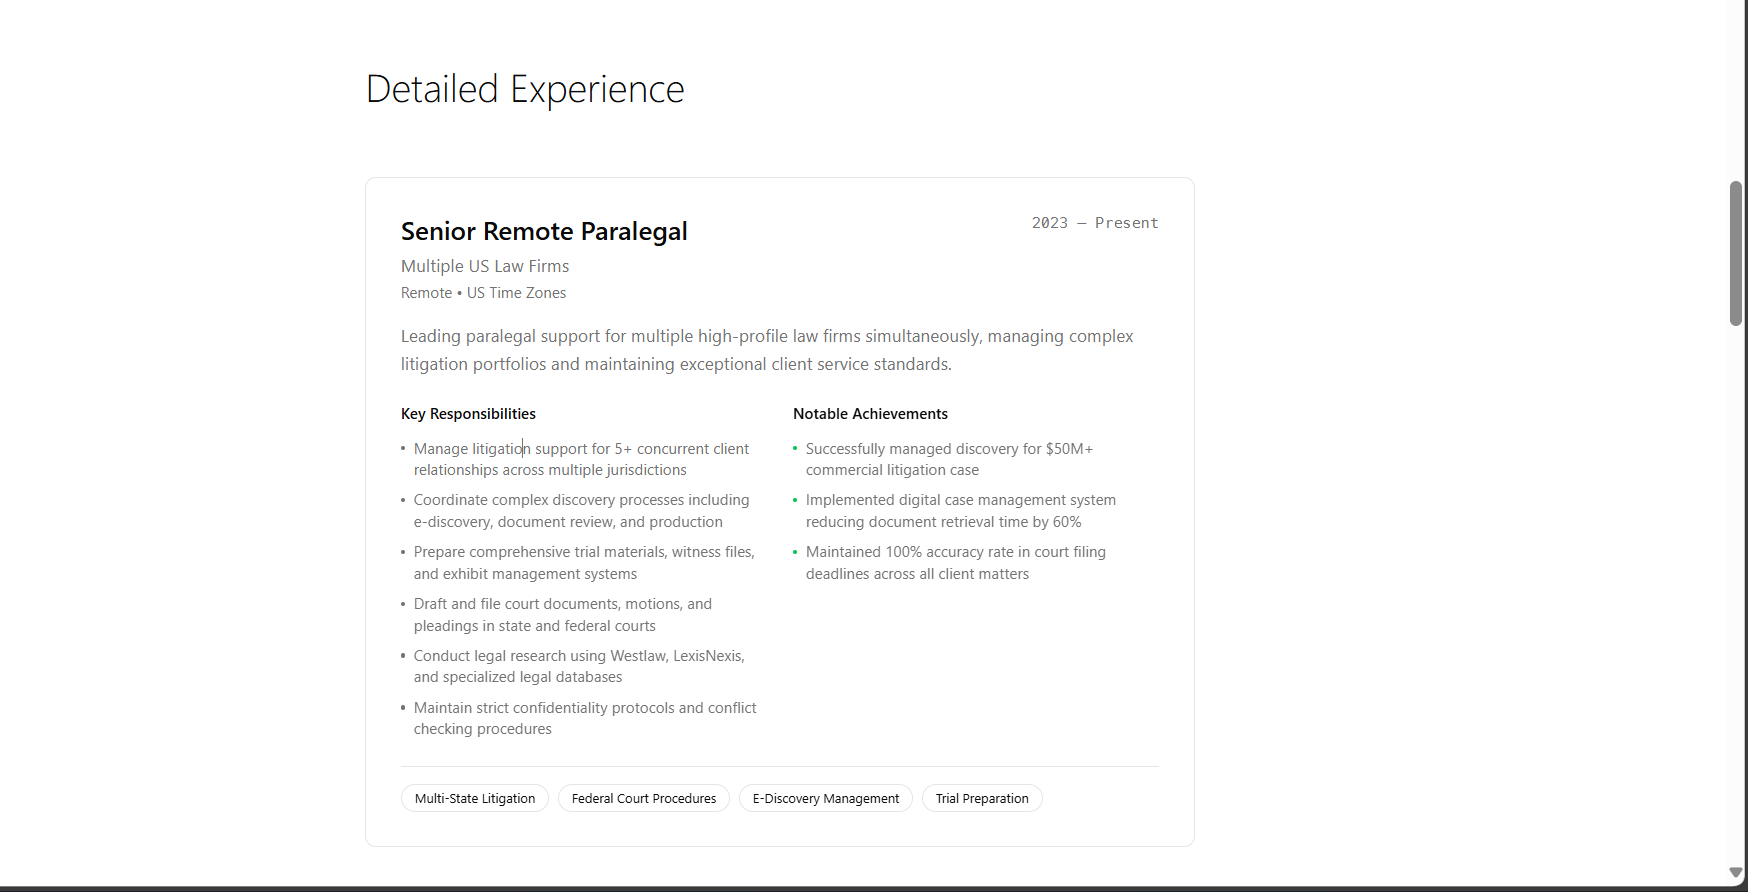 Detailed Experience
Senior Remote Paralegal
2023 — Present
Multiple US Law Firms
Remote • US Time Zones
Leading paralegal support for multiple high-profile law firms simultaneously, managing complex
litigation portfolios and maintaining exceptional client service standards.
Key Responsibilities
• Manage litigation support for 5+ concurrent client
relationships across multiple jurisdictions
• Coordinate complex discovery processes including
e-discovery, document review, and production
• Prepare comprehensive trial materials, witness files,
and exhibit management systems
• Draft and file court documents, motions, and
pleadings in state and federal courts
• Conduct legal research using Westlaw, LexisNexis,
and specialized legal databases
• Maintain strict confidentiality protocols and conflict
checking procedures
Notable Achievements
• Successfully managed discovery for $50M+
commercial litigation case
• Implemented digital case management system
reducing document retrieval time by 60%
• Maintained 100% accuracy rate in court filing
deadlines across all client matters
Multi-State Litigation
Federal Court Procedures
E-Discovery Management
Trial Preparation